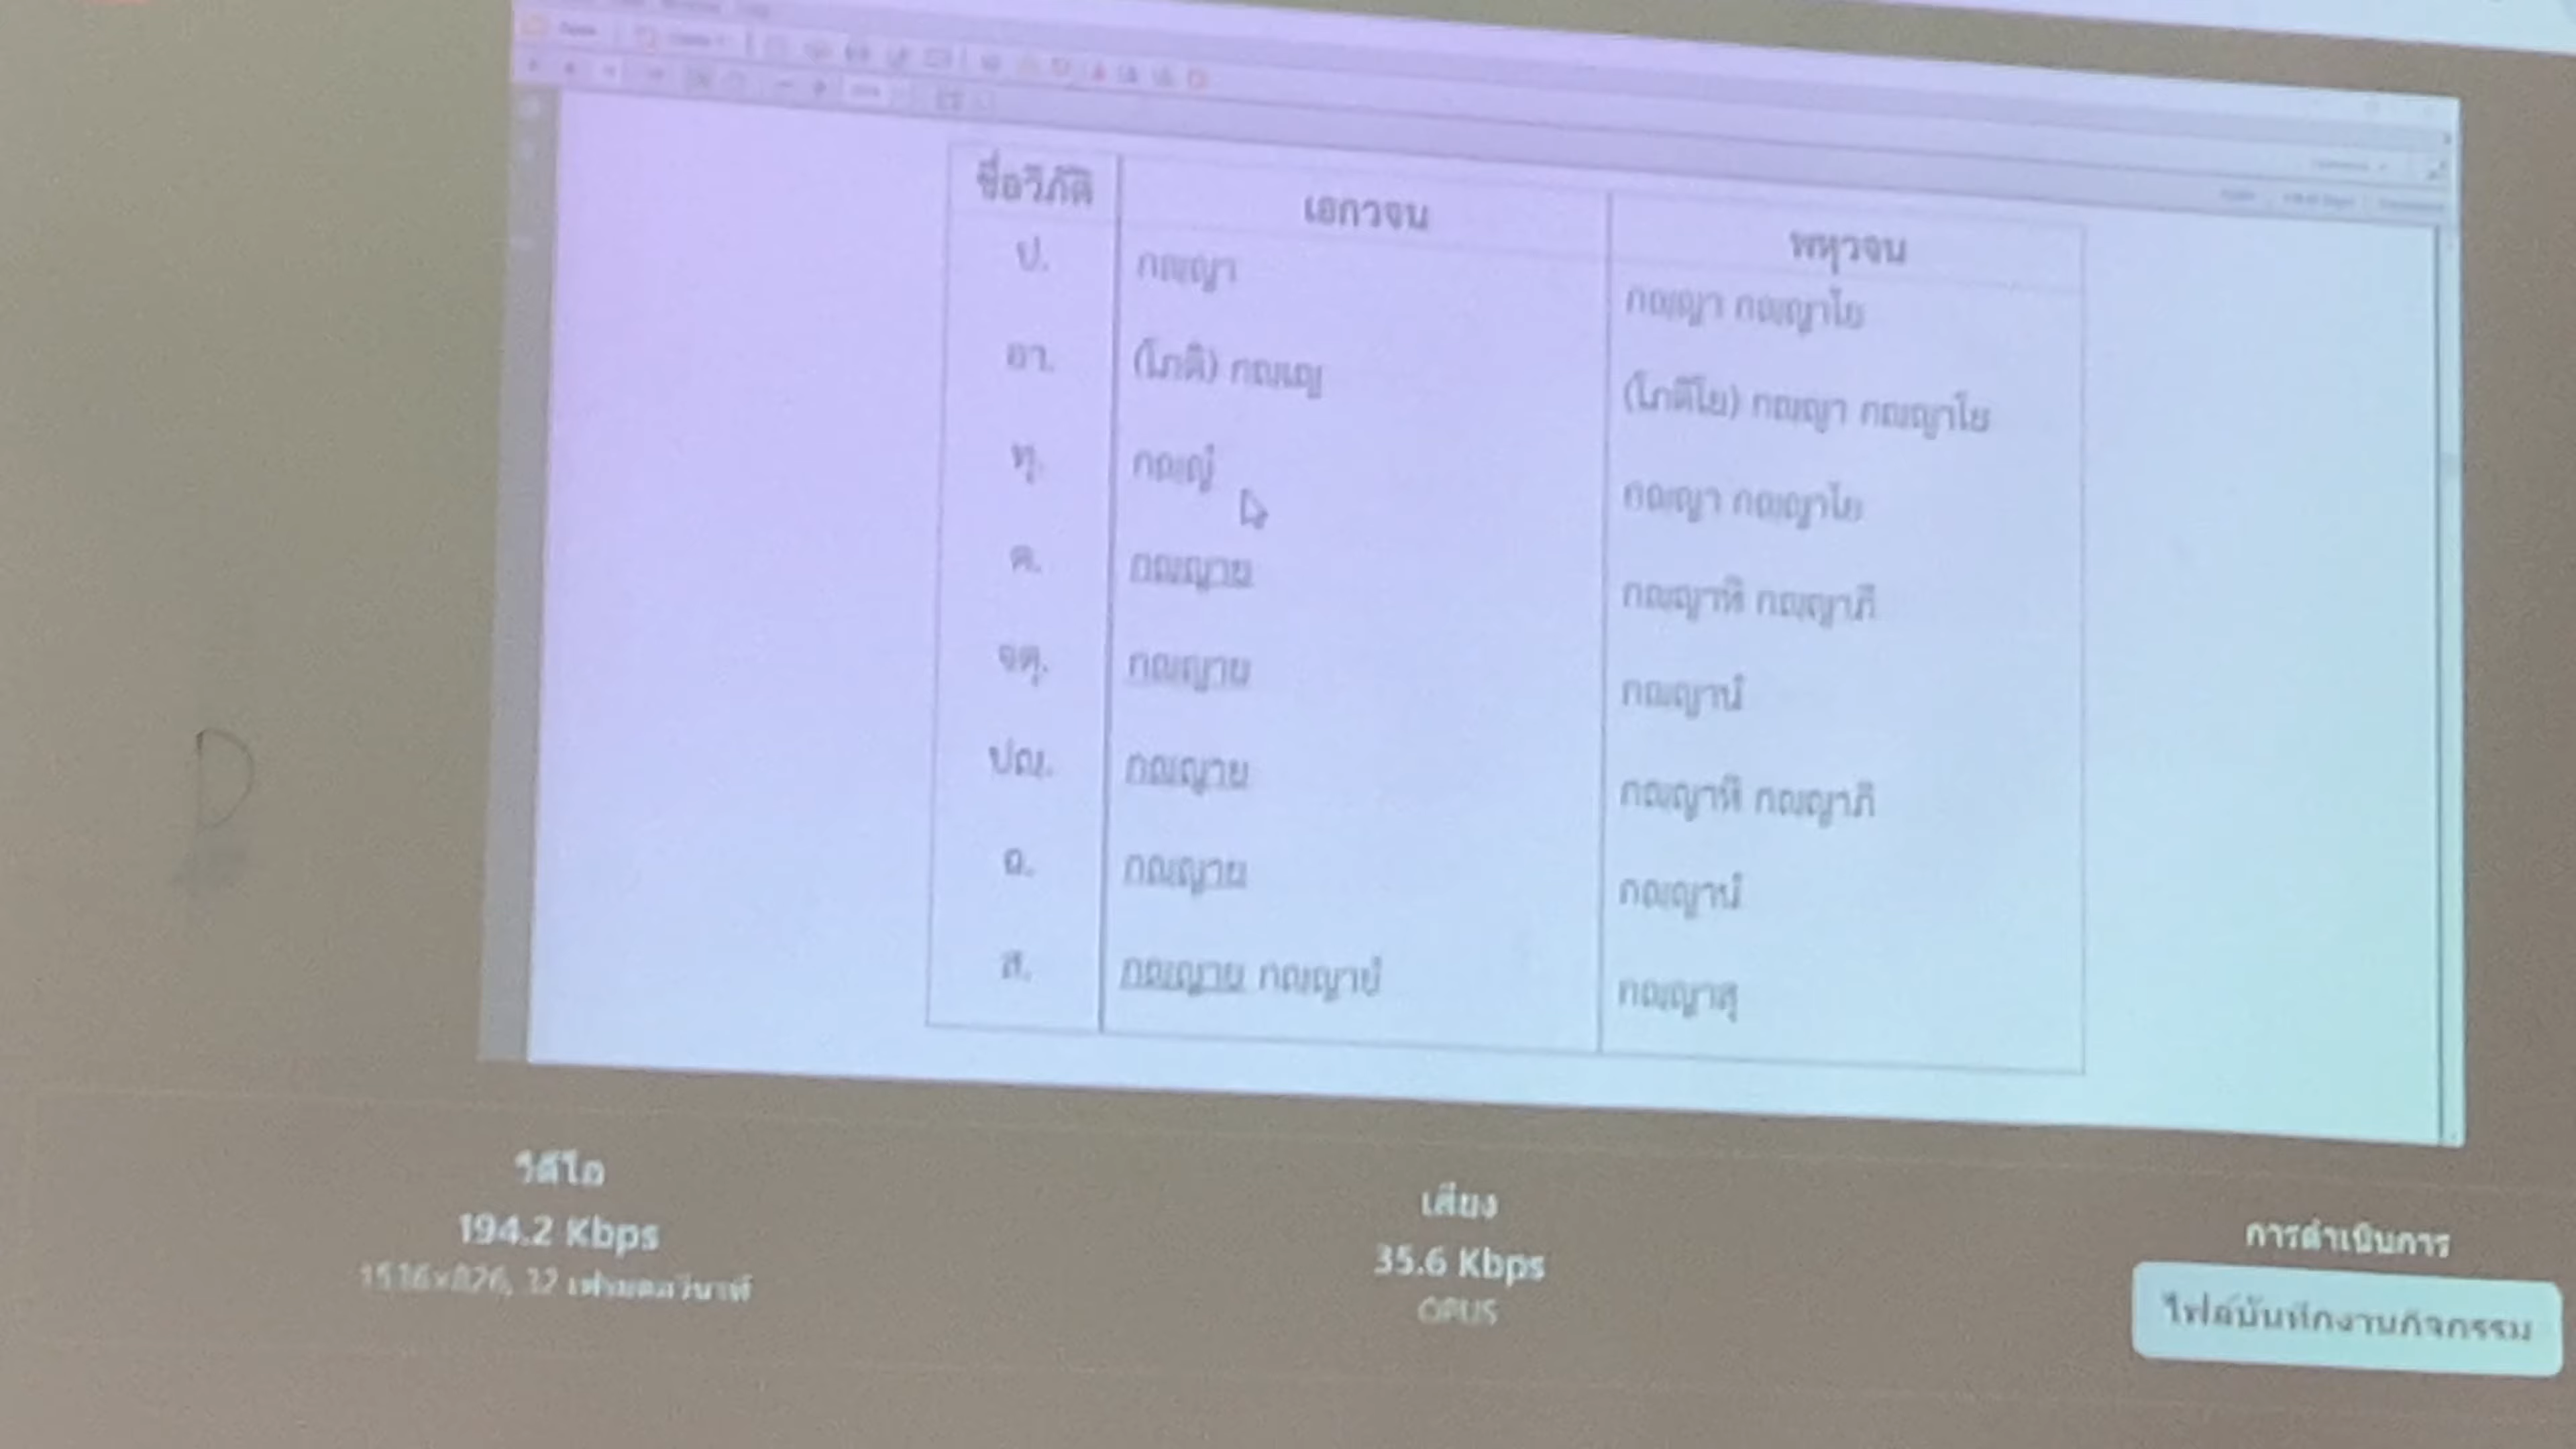 ชื่อวิภัติ เอกวจน พหุวจน
ป. กญฺญา กญฺญา กญฺญาโย
อา. (โภติ) กญฺเญ (โภติโย) กญฺญา กญฺญาโย
ทุ. กญฺญํ กญฺญา กญฺญาโย
ต. กญฺญาย กญฺญาหิ กญฺญาภิ
จตุ. กญฺญาย กญฺญานํ
ปญฺ. กญฺญาย กญฺญาหิ กญฺญาภิ
ฉ. กญฺญาย กญฺญานํ
ส. กญฺญาย กญฺญายํ กญฺญาสุ
วิดีโอ
194.2 Kbps
เสียง
35.6 Kbps
OPUS
การดำเนินการ
ไฟล์บันทึกงานกิจกรรม